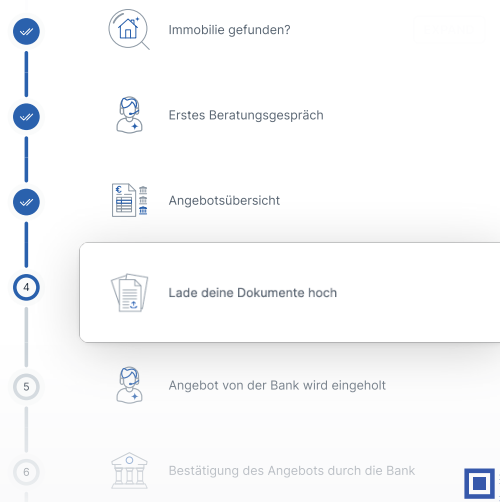 Immobilie gefunden?
Erstes Beratungsgespräch
€
Angebotsübersicht
4
Lade deine Dokumente hoch
5
Angebot von der Bank wird eingeholt
6
Bestätigung des Angebots durch die Bank